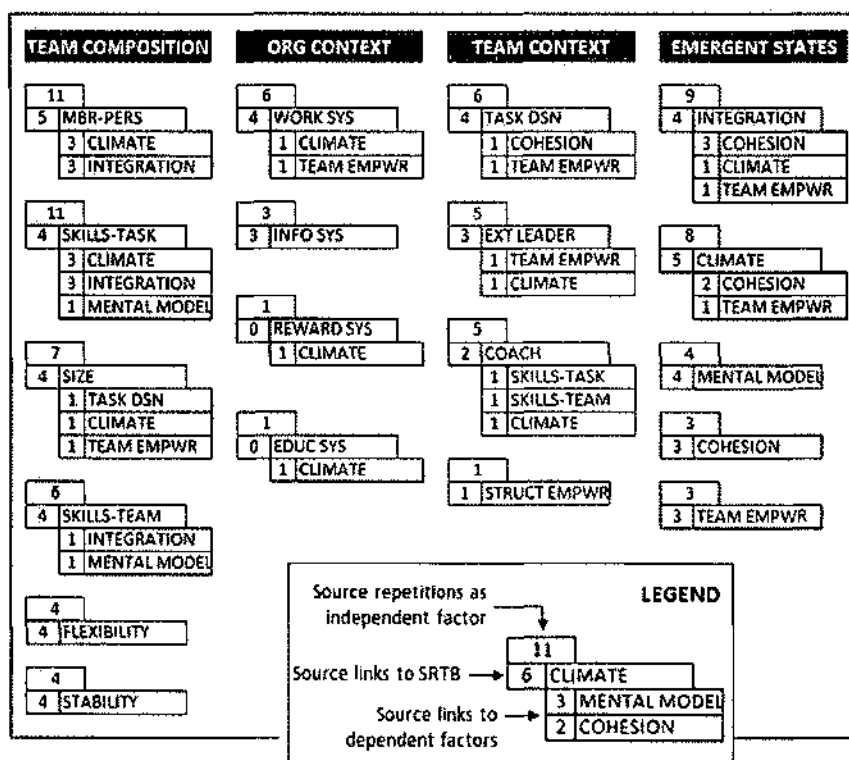 TEAM COMPOSITION
11
5 MBR-PERS
3 CLIMATE
3 INTEGRATION
11
4 SKILLS-TASK
3 CLIMATE
3 INTEGRATION
1 MENTAL MODEL
7
4 SIZE
1 TASK DSN
1 CLIMATE
1 TEAM EMPWR
6
4 SKILLS-TEAM
1 INTEGRATION
1 MENTAL MODEL
4
4 FLEXIBILITY
4
4 STABILITY
ORG CONTEXT
6
4 WORK SYS
1 CLIMATE
1 TEAM EMPWR
3
3 INFO SYS
1
0 REWARD SYS
1 CLIMATE
1
0 EDUC SYS
1 CLIMATE
TEAM CONTEXT
6
4 TASK DSN
1 COHESION
1 TEAM EMPWR
5
3 EXT LEADER
1 TEAM EMPWR
1 CLIMATE
5
2 COACH
1 SKILLS-TASK
1 SKILLS-TEAM
1 CLIMATE
1
1 STRUCT EMPWR
EMERGENT STATES
9
4 INTEGRATION
3 COHESION
1 CLIMATE
1 TEAM EMPWR
8
5 CLIMATE
2 COHESION
1 TEAM EMPWR
4
4 MENTAL MODEL
3
3 COHESION
3
3 TEAM EMPWR
LEGEND
Source repetitions as
independent factor
11
Source links to SRTB
6 CLIMATE
3 MENTAL MODEL
Source links to
dependent factors
2 COHESION